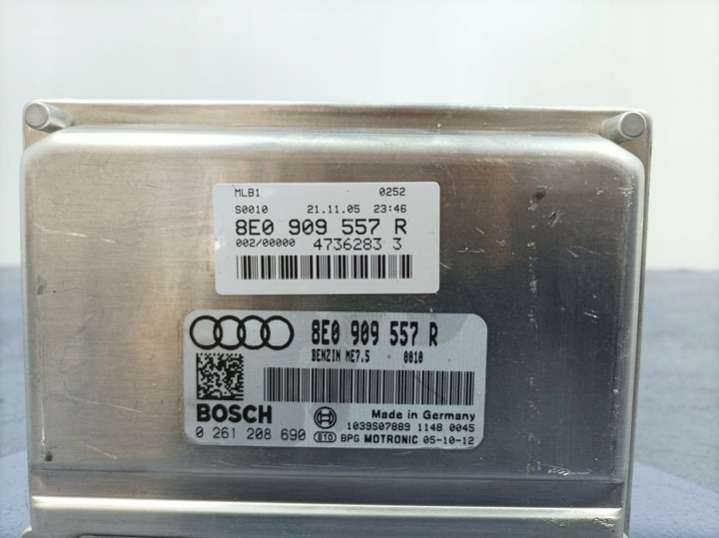 MLB1 0252
S0010 21.11.05 23:46
8E0 909 557 R
002/00000 4736283 3
8E0 909 557 R
BENZIN ME7.5 0010
BOSCH
Made in Germany
1039S07889 1148 0045
0 261 208 690 BPG MOTRONIC 05-10-12